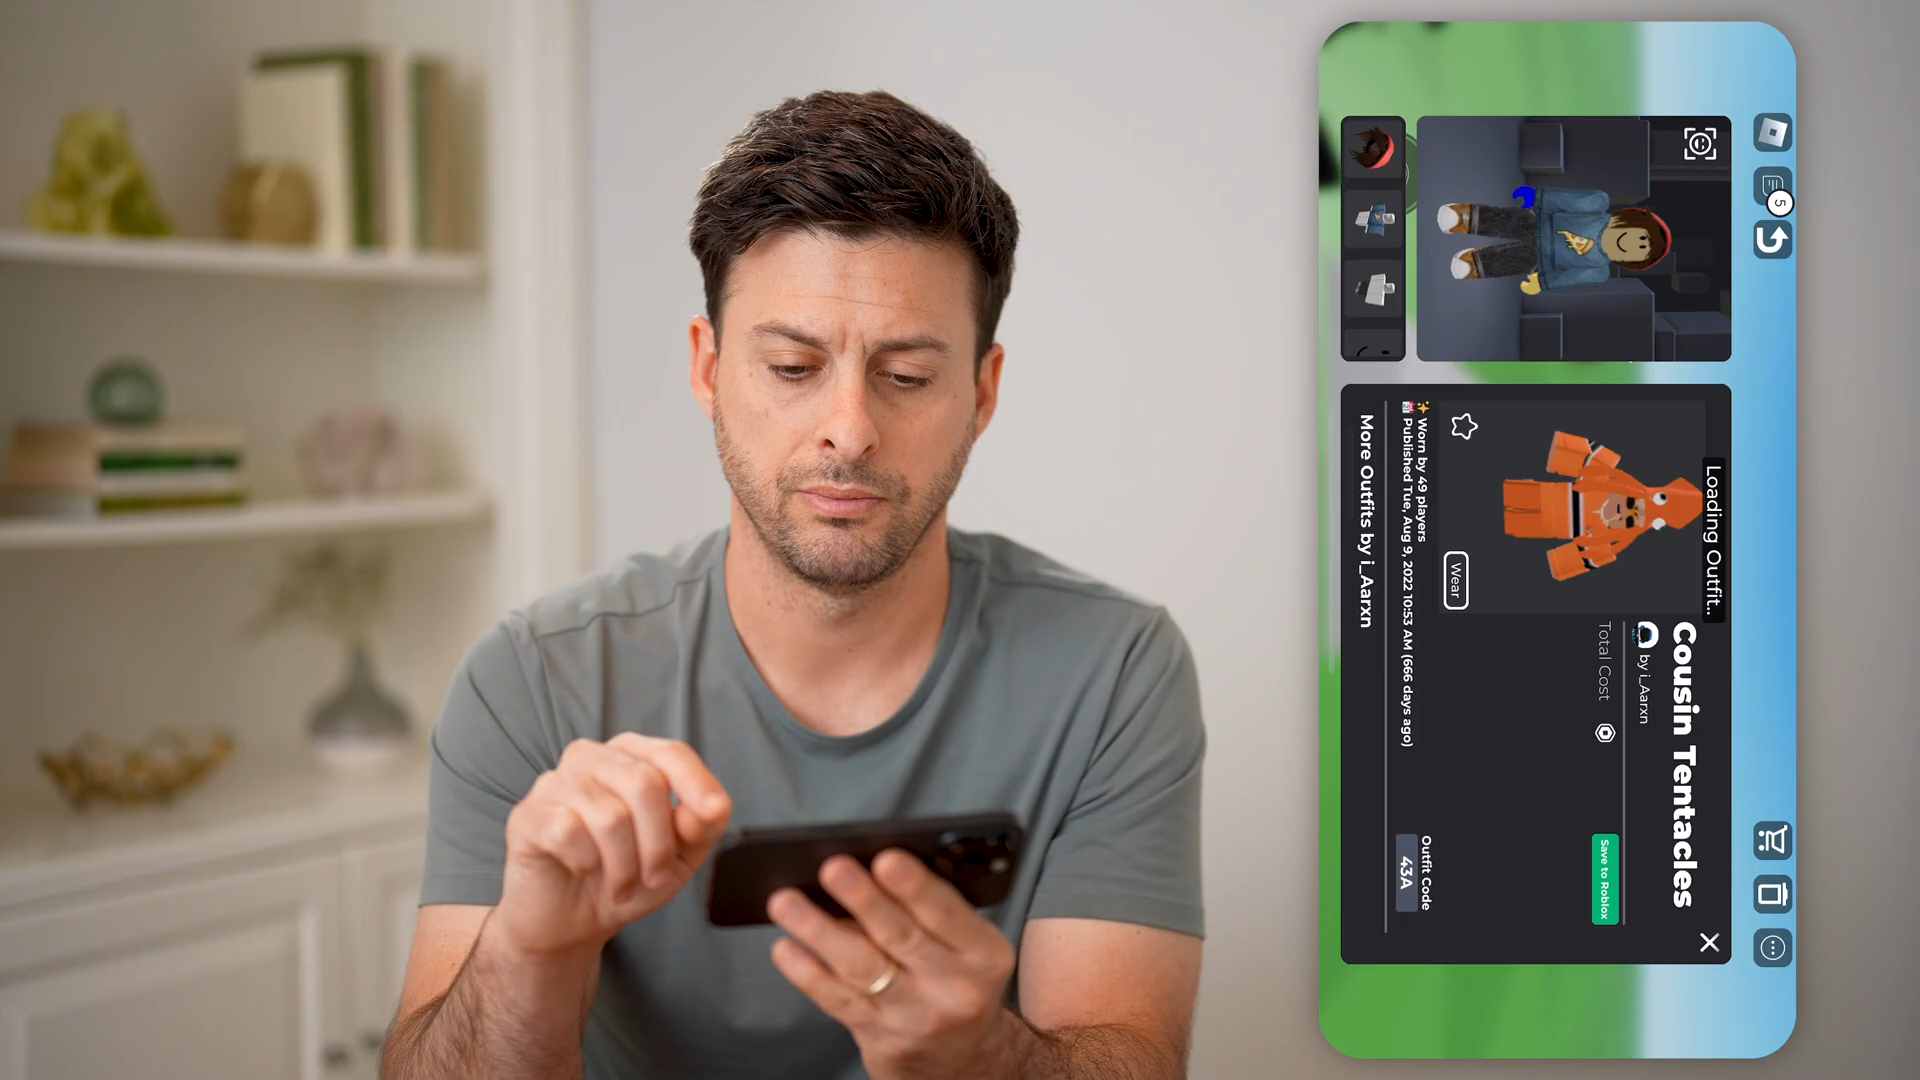 5
Loading Outfit..
Cousin Tentacles
by i_Aarxn
Total Cost
Save to Roblox
Wear
✨ Worn by 49 players
📆 Published Tue, Aug 9, 2022 10:53 AM (666 days ago)
Outfit Code
43A
More Outfits by i_Aarxn